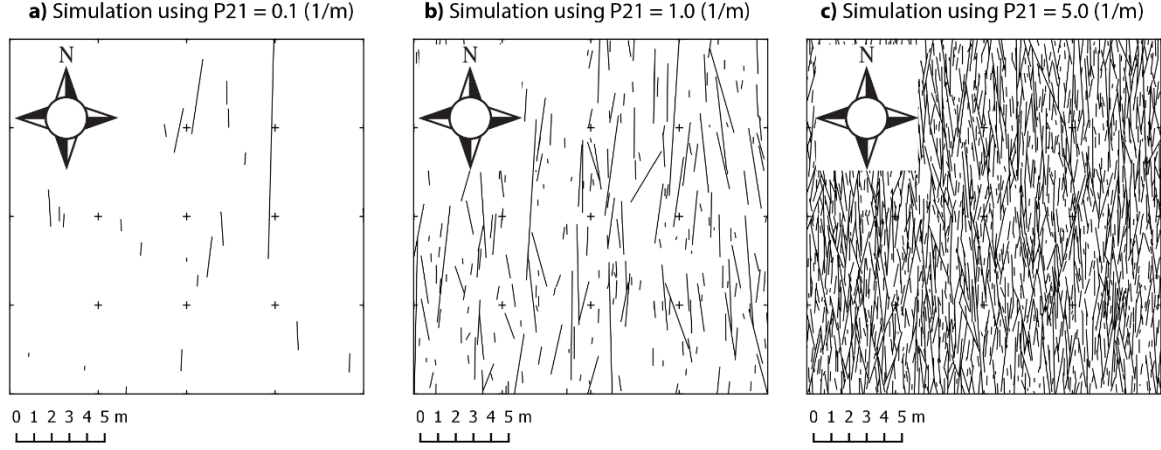 a) Simulation using P21 = 0.1 (1/m)
b) Simulation using P21 = 1.0 (1/m)
c) Simulation using P21 = 5.0 (1/m)
N
N
N
0 1 2 3 4 5 m
0 1 2 3 4 5 m
0 1 2 3 4 5 m